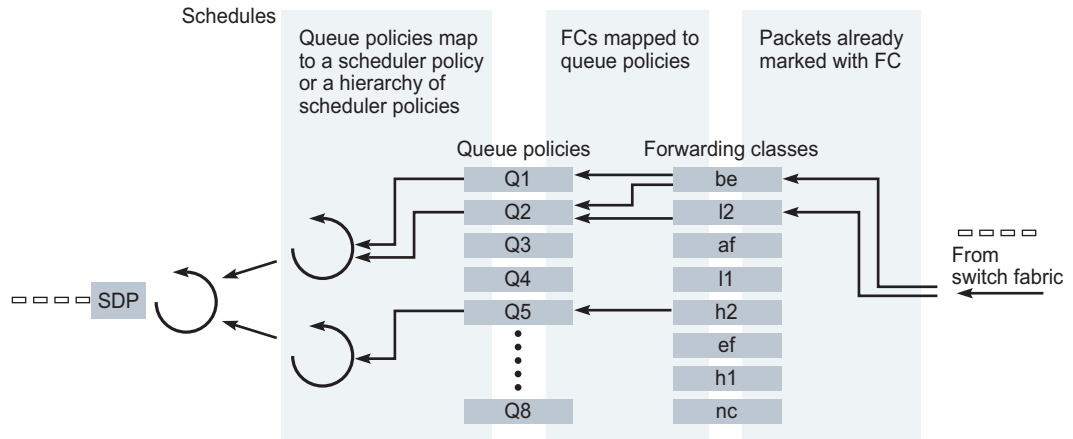 Schedules
Queue policies map
to a scheduler policy
or a hierarchy of
scheduler policies
FCs mapped to
queue policies
Packets already
marked with FC
Queue policies
Forwarding classes
Q1
be
Q2
l2
Q3
af
Q4
l1
Q5
h2
ef
h1
Q8
nc
From
switch fabric
SDP